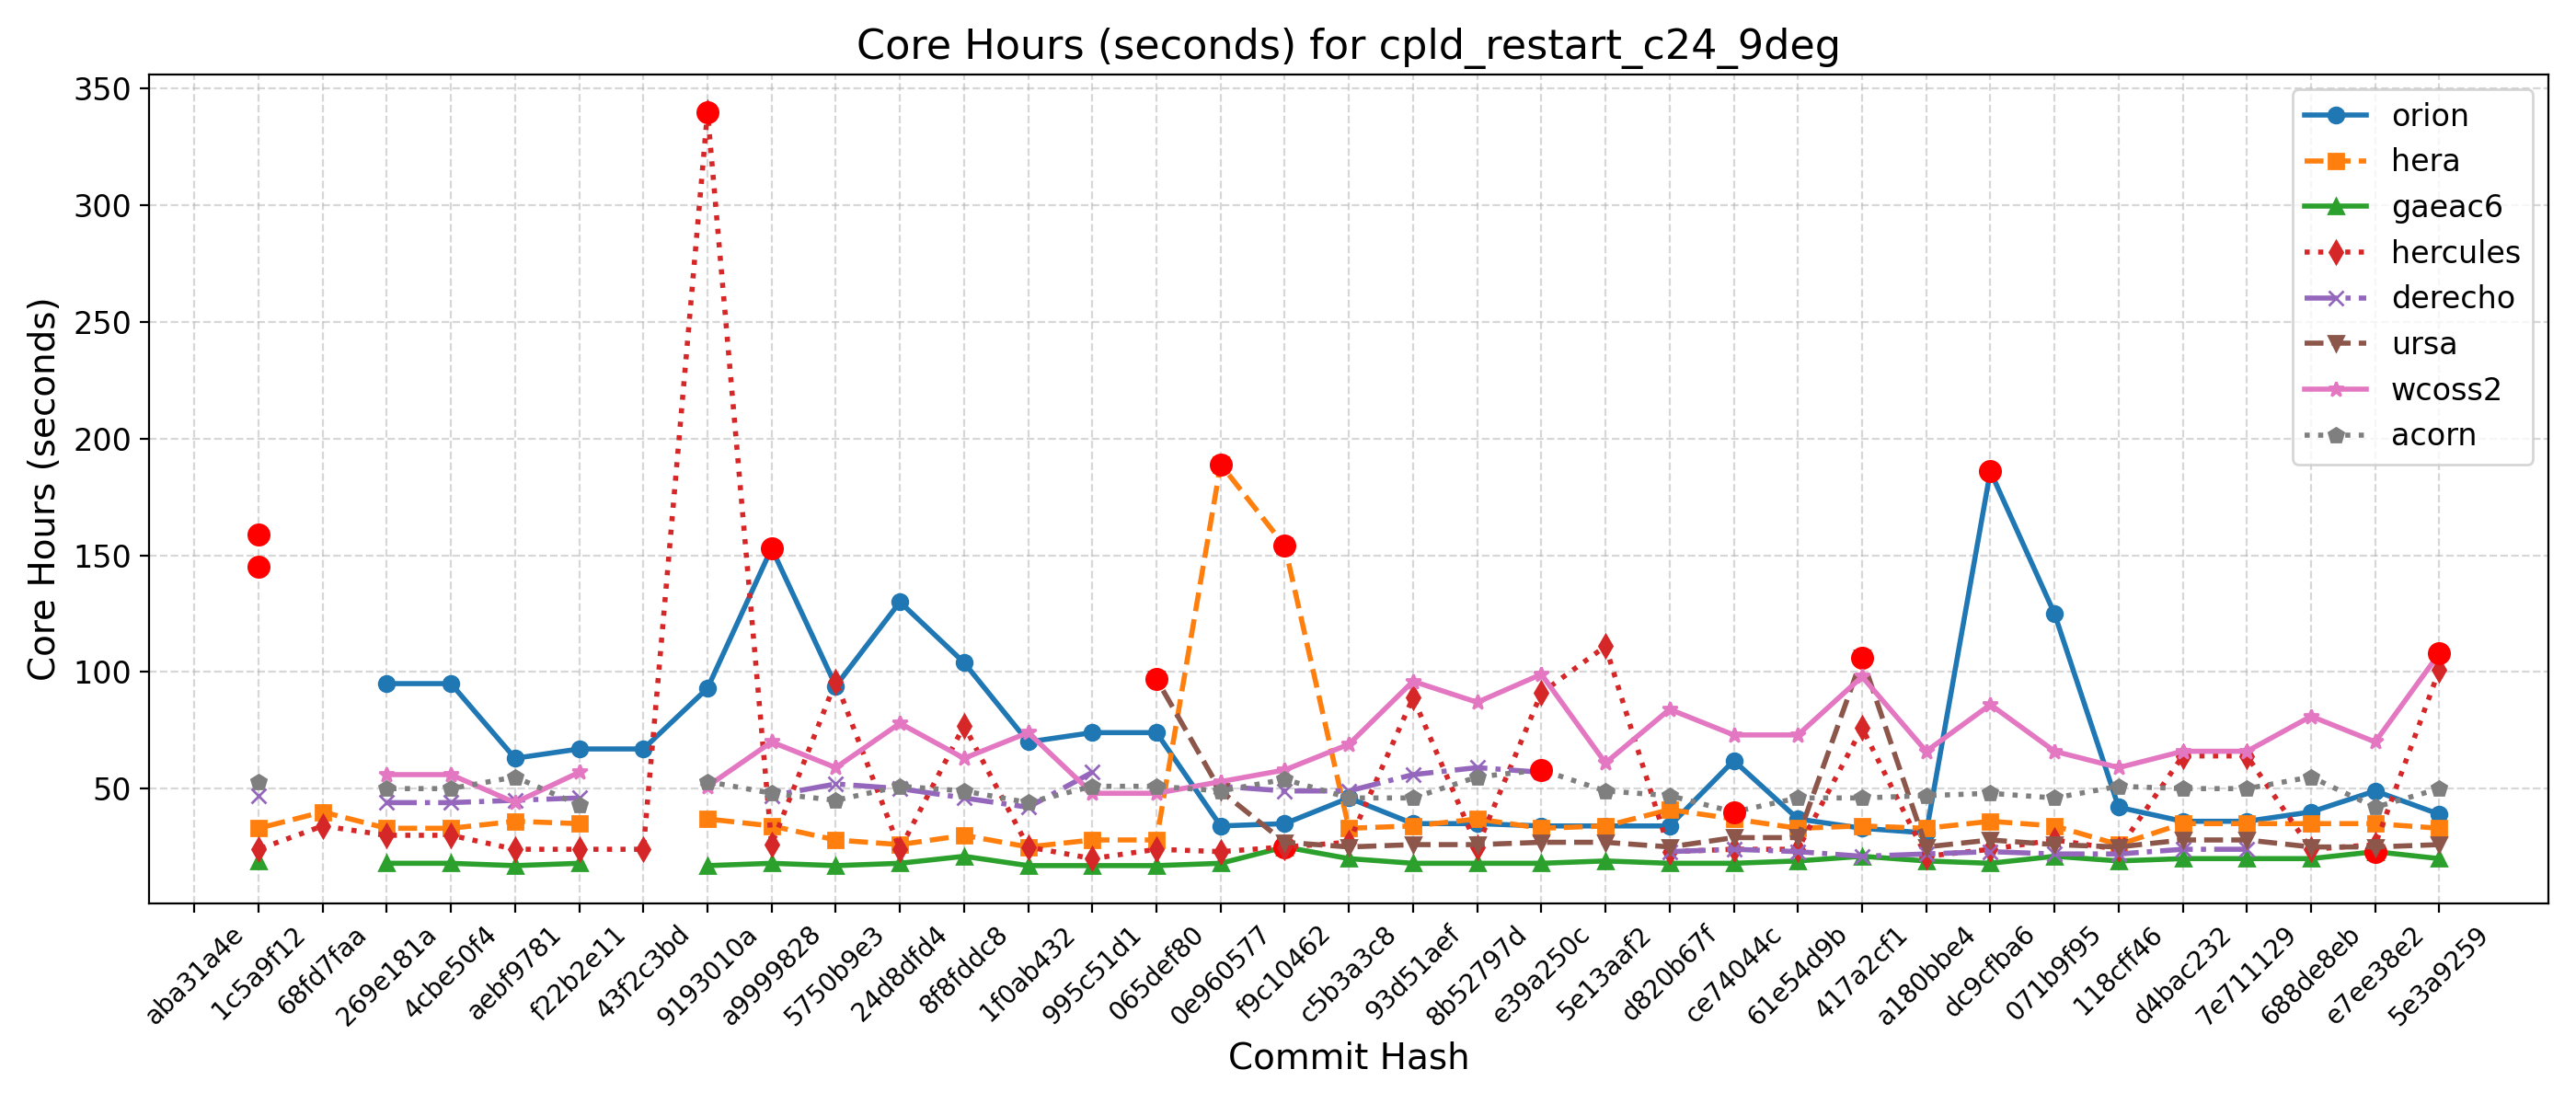 Core Hours (seconds) for cpld_restart_c24_9deg
Core Hours (seconds)
350
300
250
200
150
100
50
orion
hera
gaeac6
hercules
derecho
ursa
wcoss2
acorn
aba31a4e
1c5a9f12
68fd7faa
269e181a
4cbe50f4
aebf9781
f22b2e11
43f2c3bd
9193010a
a9999828
5750b9e3
24d8dfd4
8f8fddc8
1f0ab432
995c51d1
065def80
0e960577
f9c10462
c5b3a3c8
93d51aef
8b52797d
e39a250c
5e13aaf2
d820b67f
ce74044c
61e54d9b
417a2cf1
a180bbe4
dc9cfba6
071b9f95
118cff46
d4bac232
7e711129
688de8eb
e7ee38e2
5e3a9259
Commit Hash